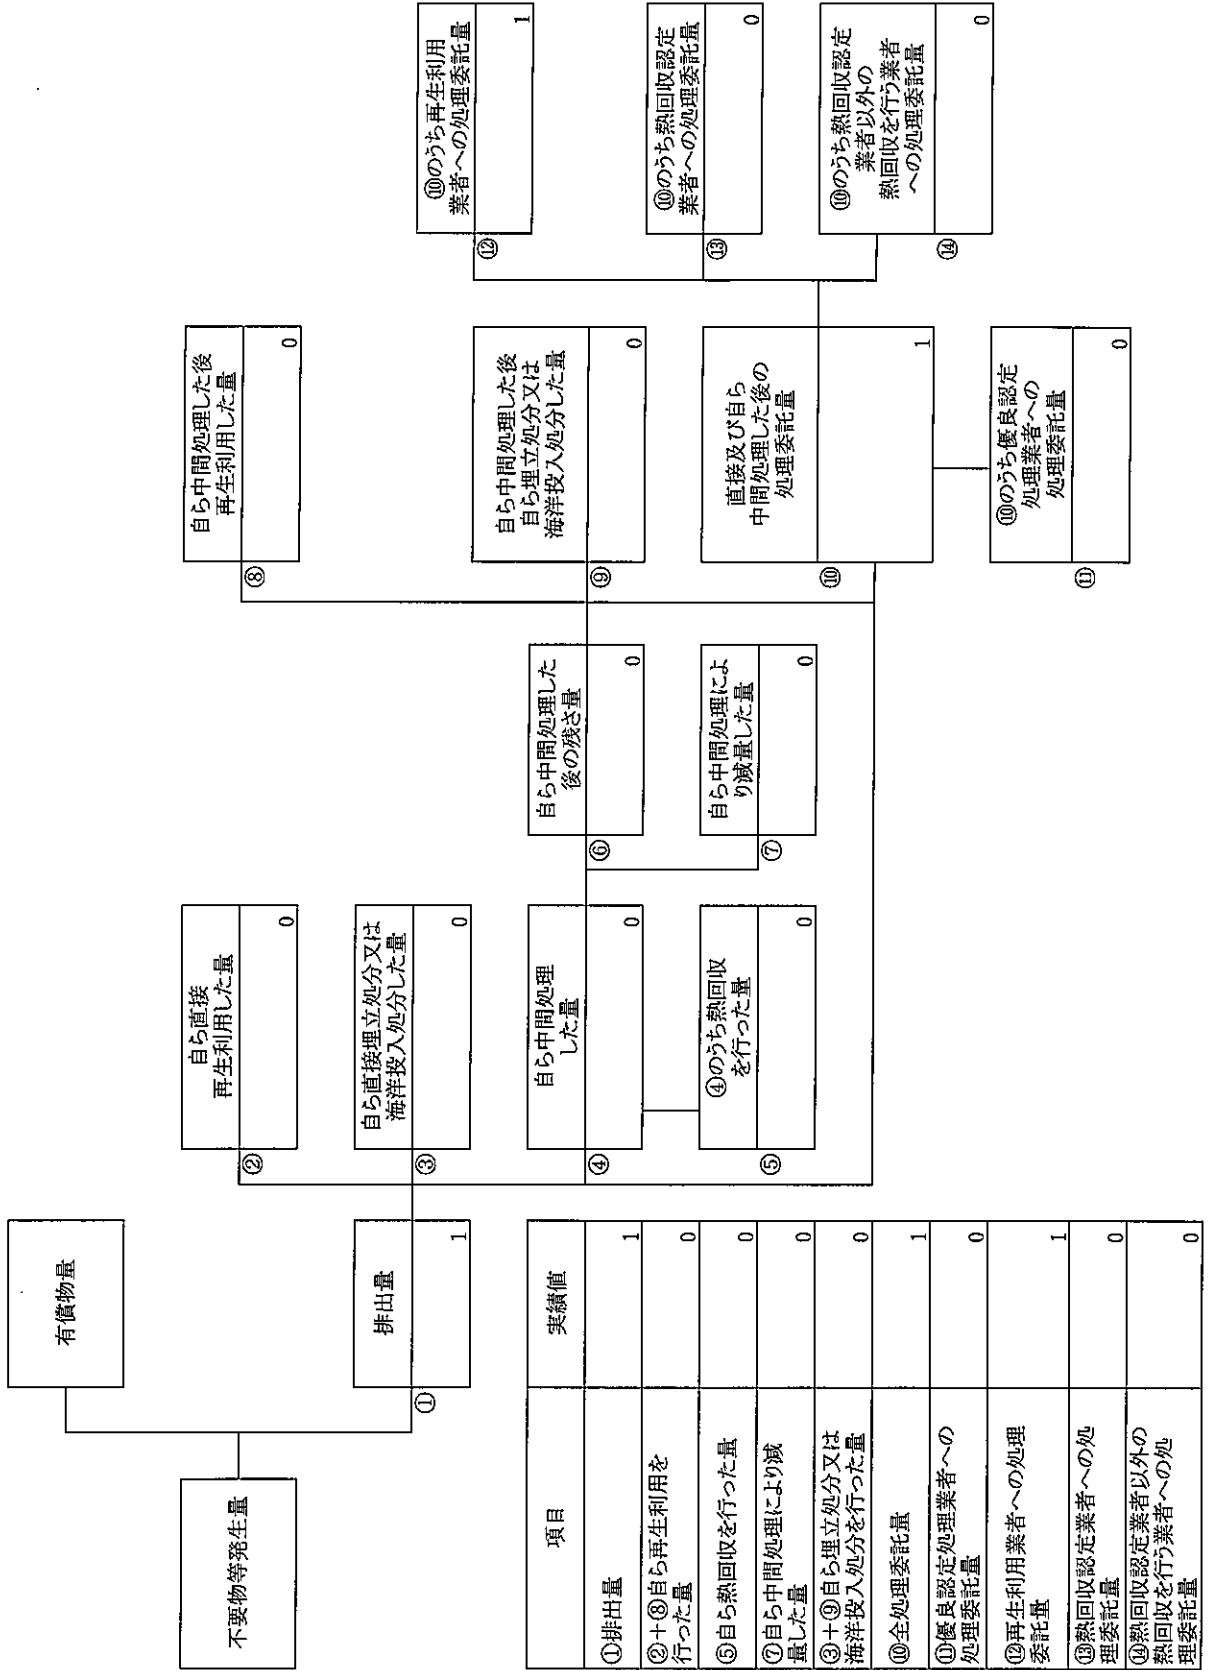 不要物等発生量
有償物量
①
排出量
1
②
自ら直接
再生利用した量
0
③
自ら直接埋立処分又は
海洋投入処分した量
0
④
自ら中間処理
した量
0
⑤
④のうち熱回収
を行った量
0
⑥
自ら中間処理した
後の残さ量
0
⑦
自ら中間処理によ
り減量した量
0
⑧
自ら中間処理した後
再生利用した量
0
⑨
自ら中間処理した後
自ら埋立処分又は
海洋投入処分した量
0
⑩
直接及び自ら
中間処理した後の
処理委託量
1
⑪
⑩のうち優良認定
処理業者への
処理委託量
0
⑫
⑩のうち再生利用
業者への処理委託量
1
⑬
⑩のうち熱回収認定
業者への処理委託量
0
⑭
⑩のうち熱回収認定
業者以外の
熱回収を行う業者
への処理委託量
0
項目 実績値
①排出量 1
②+⑧自ら再生利用を
行った量 0
⑤自ら熱回収を行った量 0
⑦自ら中間処理により減
量した量 0
③+⑨自ら埋立処分又は
海洋投入処分を行った量 0
⑩全処理委託量 1
⑪優良認定処理業者への
処理委託量 0
⑫再生利用業者への処理
委託量 1
⑬熱回収認定業者への処
理委託量 0
⑭熱回収認定業者以外の
熱回収を行う業者への処
理委託量 0